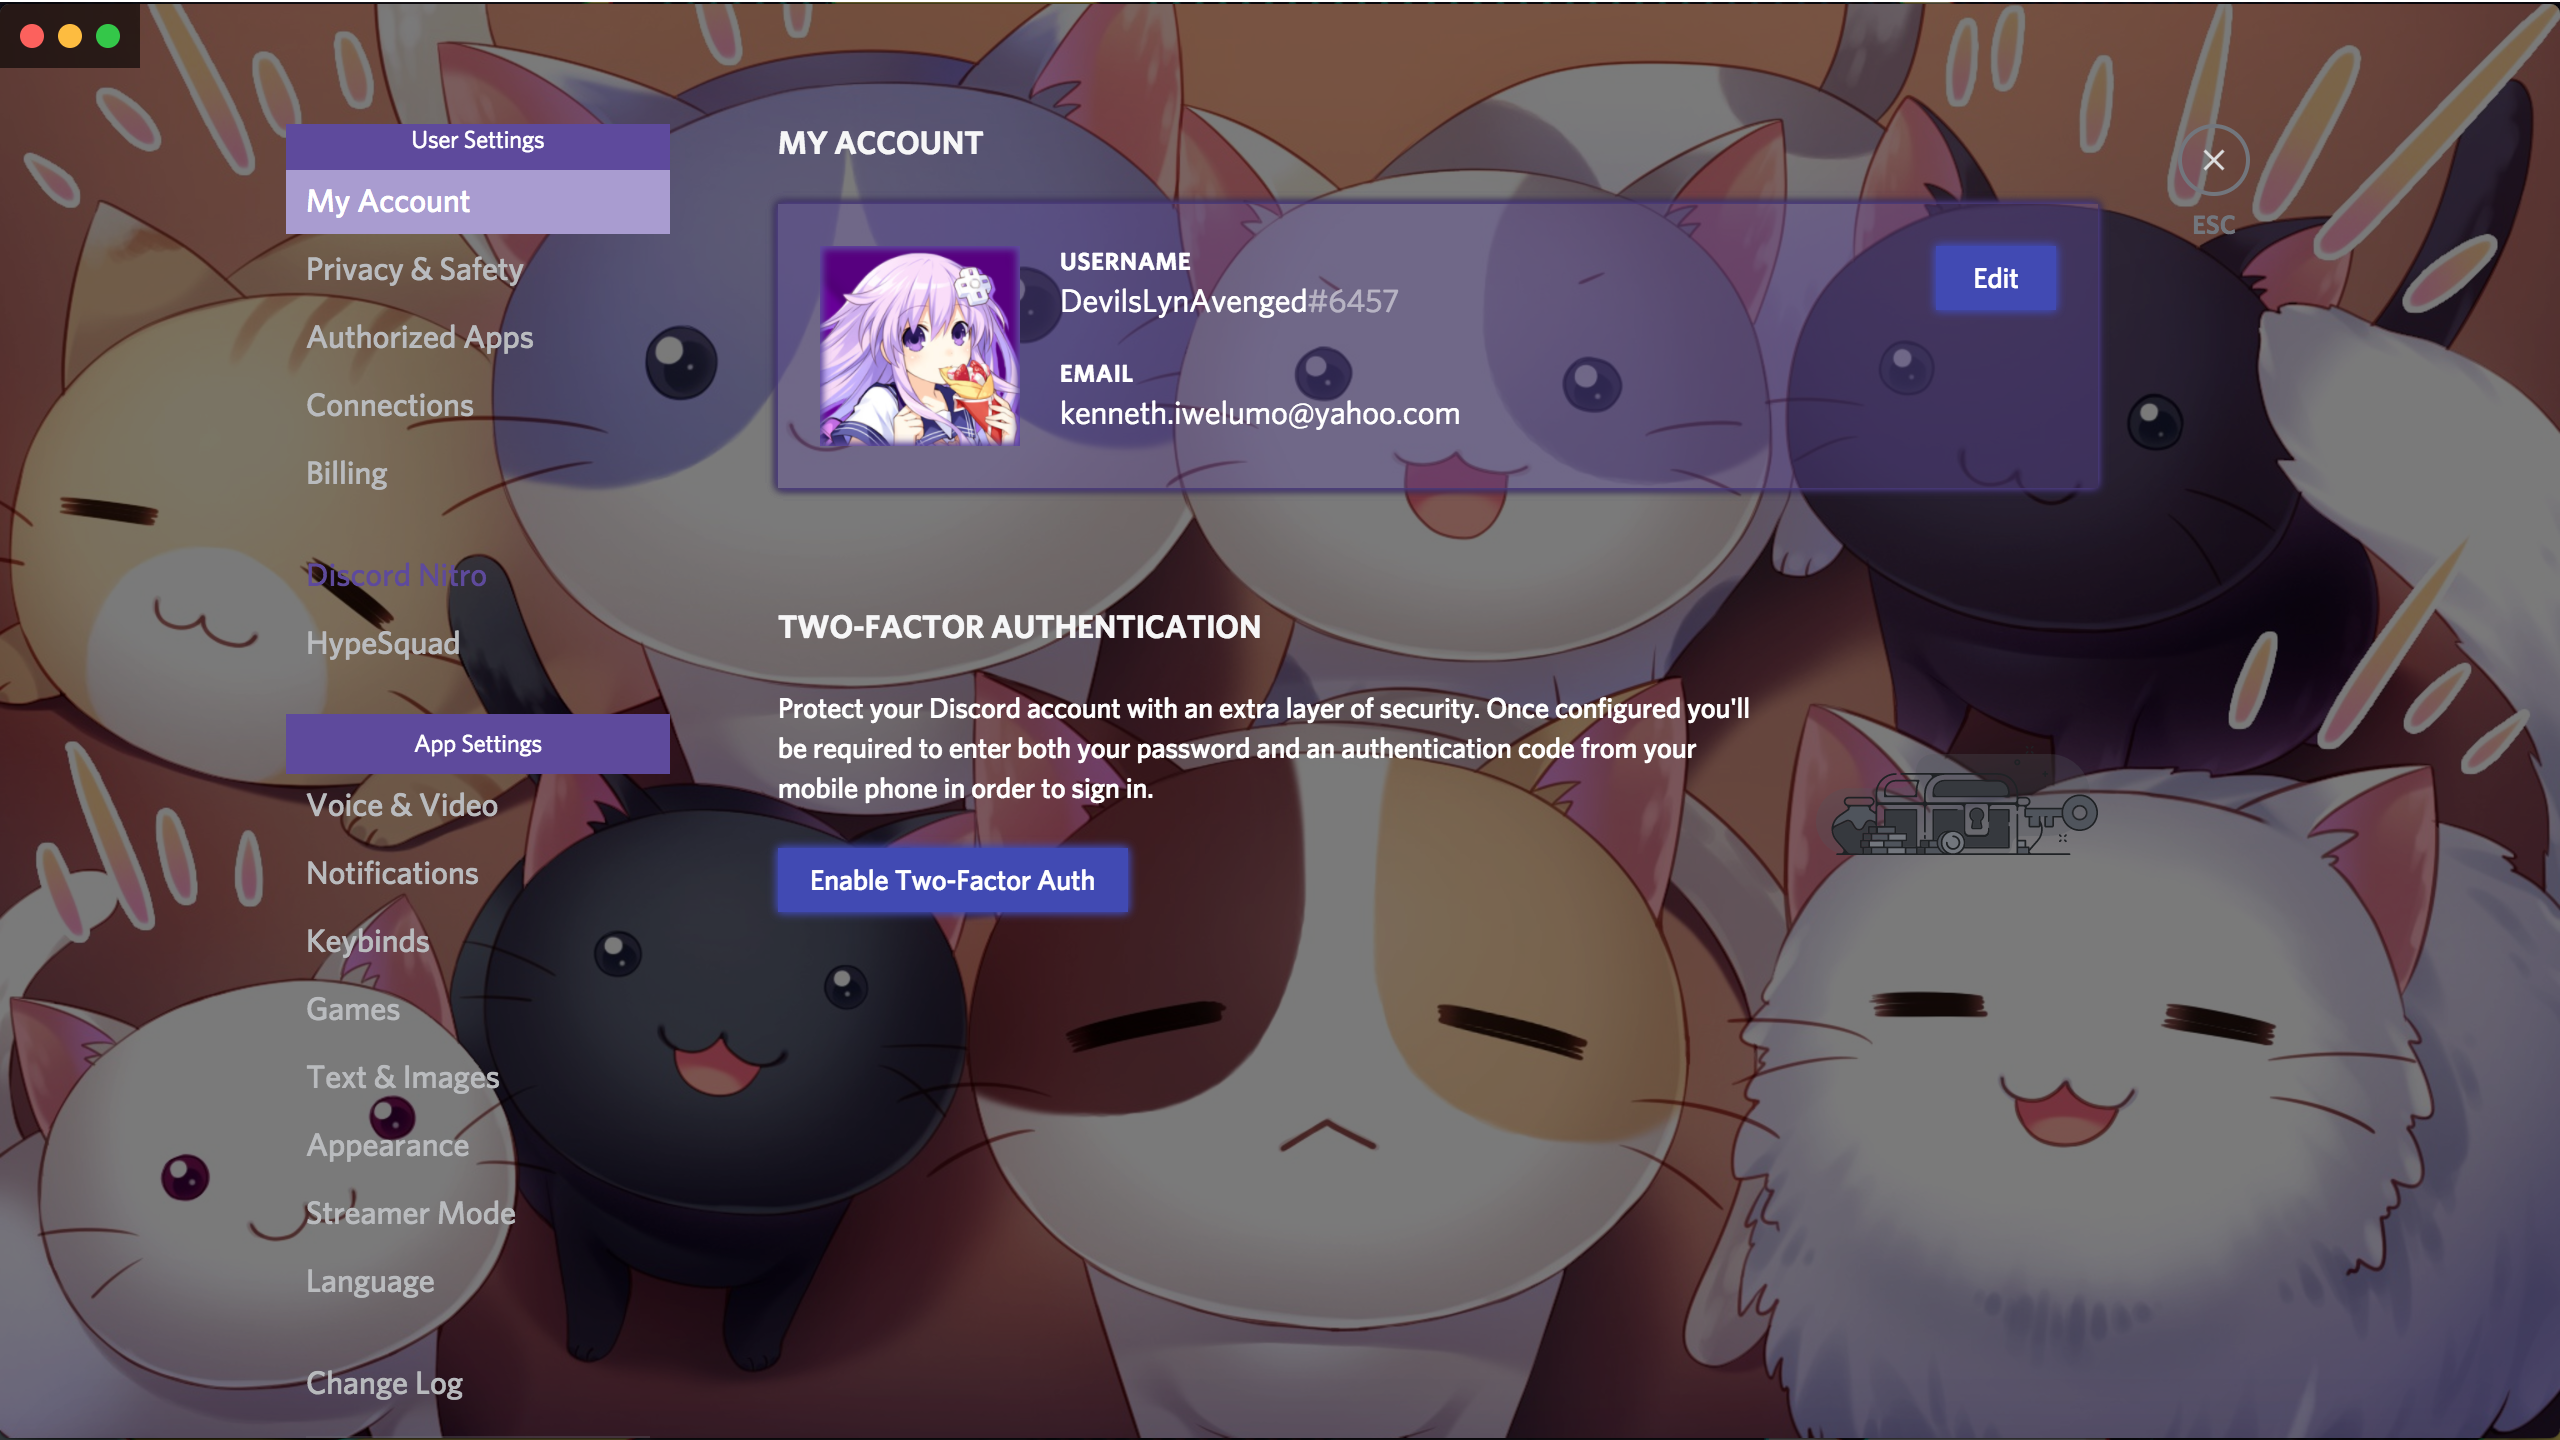 User Settings
My Account
Privacy & Safety
Authorized Apps
Connections
Billing
Discord Nitro
HypeSquad
App Settings
Voice & Video
Notifications
Keybinds
Games
Text & Images
Appearance
Streamer Mode
Language
Change Log
MY ACCOUNT
USERNAME
DevilsLynAvenged#6457
EMAIL
kenneth.iwelumo@yahoo.com
Edit
TWO-FACTOR AUTHENTICATION
Protect your Discord account with an extra layer of security. Once configured you'll
be required to enter both your password and an authentication code from your
mobile phone in order to sign in.
Enable Two-Factor Auth
ESC